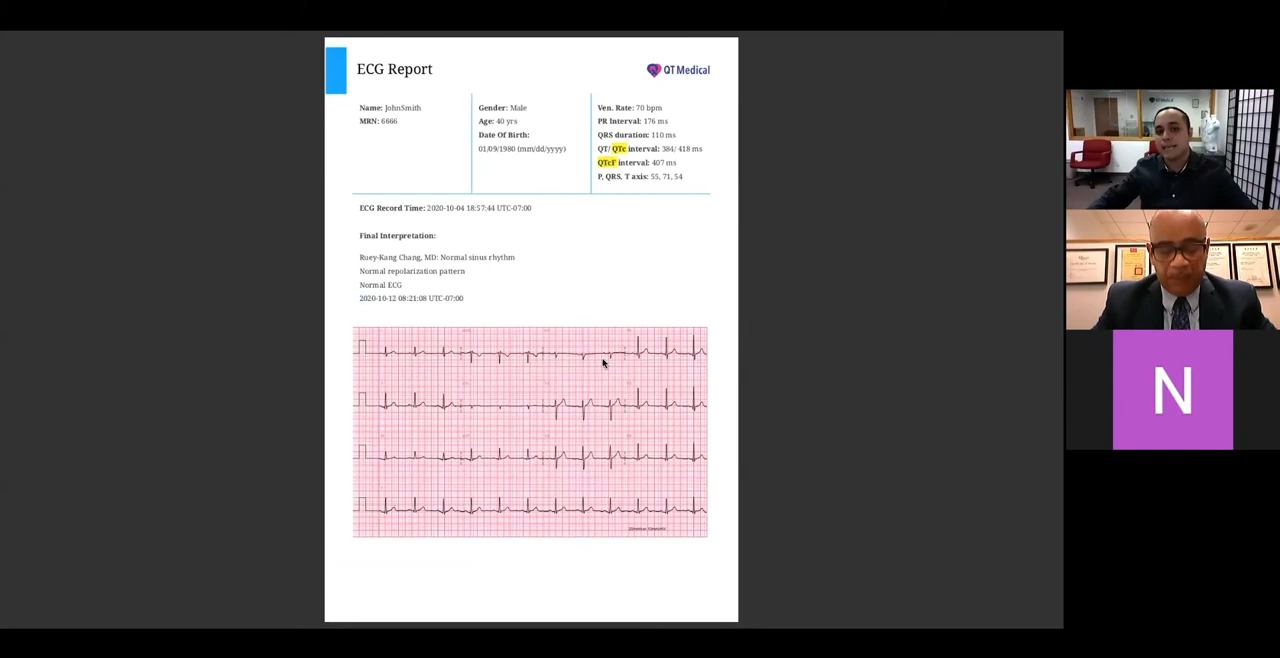 ECG Report
QT Medical
Name: JohnSmith
MRN: 6666
Gender: Male
Age: 40 yrs
Date Of Birth:
01/09/1980 (mm/dd/yyyy)
Ven. Rate: 70 bpm
PR Interval: 176 ms
QRS duration: 110 ms
QT/ QTc interval: 384/ 418 ms
QTcF interval: 407 ms
P, QRS, T axis: 55, 71, 54
ECG Record Time: 2020-10-04 18:57:44 UTC-07:00
Final Interpretation:
Ruey-Kang Chang, MD: Normal sinus rhythm
Normal repolarization pattern
Normal ECG
2020-10-12 08:21:08 UTC-07:00
N